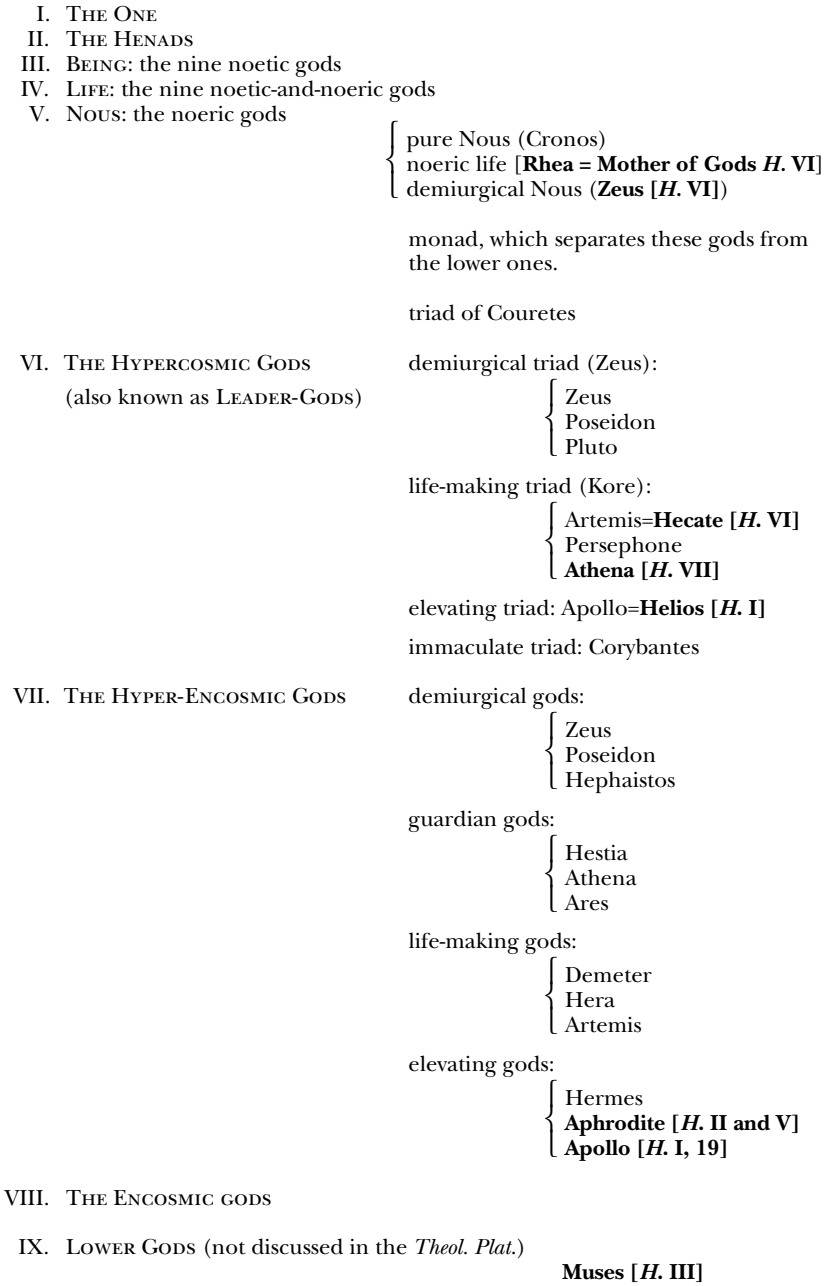 I. The One
II. The Henads
III. Being: the nine noetic gods
IV. Life: the nine noetic-and-noeric gods
V. Nous: the noeric gods
pure Nous (Cronos)
noeric life [Rhea = Mother of Gods H. VI]
demiurgical Nous (Zeus [H. VI])
monad, which separates these gods from
the lower ones.
triad of Couretes
VI. The Hypercosmic Gods
(also known as Leader-Gods)
demiurgical triad (Zeus):
Zeus
Poseidon
Pluto
life-making triad (Kore):
Artemis=Hecate [H. VI]
Persephone
Athena [H. VII]
elevating triad: Apollo=Helios [H. I]
immaculate triad: Corybantes
VII. The Hyper-Encosmic Gods
demiurgical gods:
Zeus
Poseidon
Hephaistos
guardian gods:
Hestia
Athena
Ares
life-making gods:
Demeter
Hera
Artemis
elevating gods:
Hermes
Aphrodite [H. II and V]
Apollo [H. I, 19]
VIII. The Encosmic gods
IX. Lower Gods (not discussed in the Theol. Plat.)
Muses [H. III]